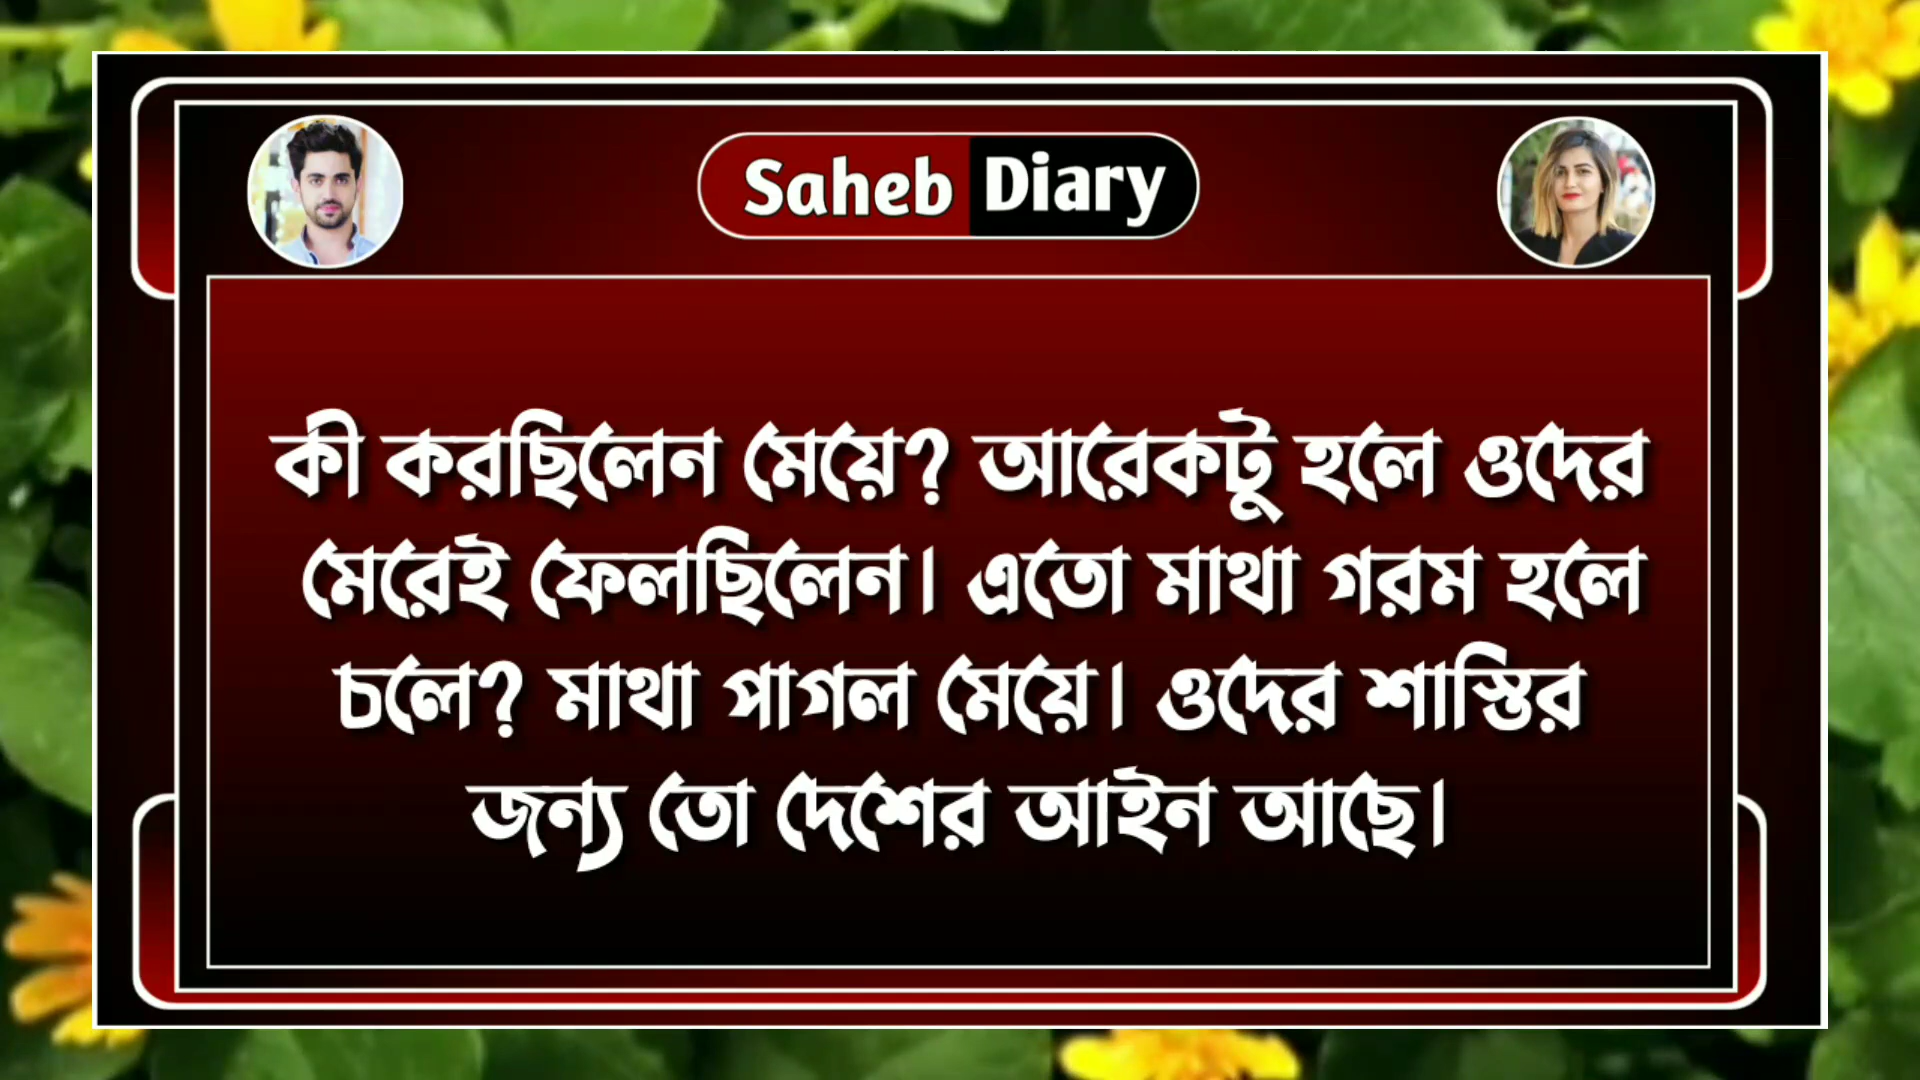 Saheb Diary
কী করছিলেন মেয়ে? আরেকটু হলে ওদের
মেরেই ফেলছিলেন। এতো মাথা গরম হলে
চলে? মাথা পাগল মেয়ে। ওদের শাস্তির
জন্য তো দেশের আইন আছে।